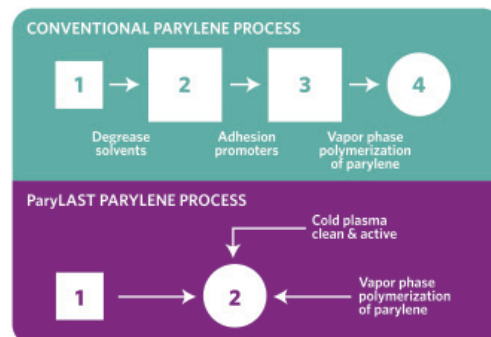 CONVENTIONAL PARYLENE PROCESS
1
2
3
4
Degrease
solvents
Adhesion
promoters
Vapor phase
polymerization
of parylene
ParyLAST PARYLENE PROCESS
Cold plasma
clean & active
1
2
Vapor phase
polymerization
of parylene